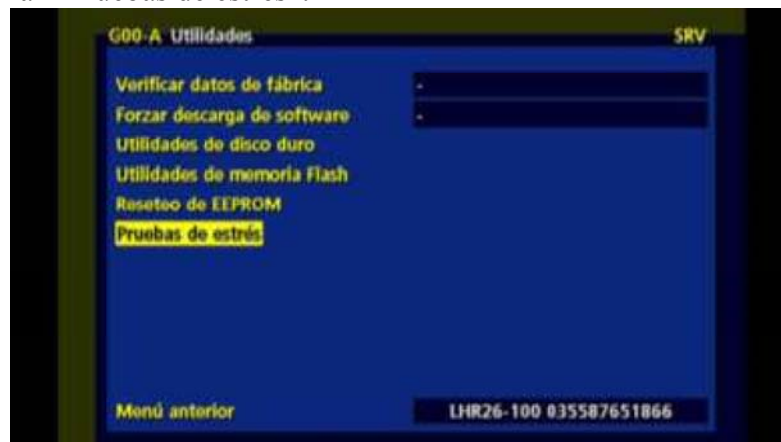 G00-A Utilidades SRV
Verificar datos de fábrica -
Forzar descarga de software -
Utilidades de disco duro
Utilidades de memoria Flash
Reseteo de EEPROM
Pruebas de estrés
Menú anterior LHR26-100 035587651866